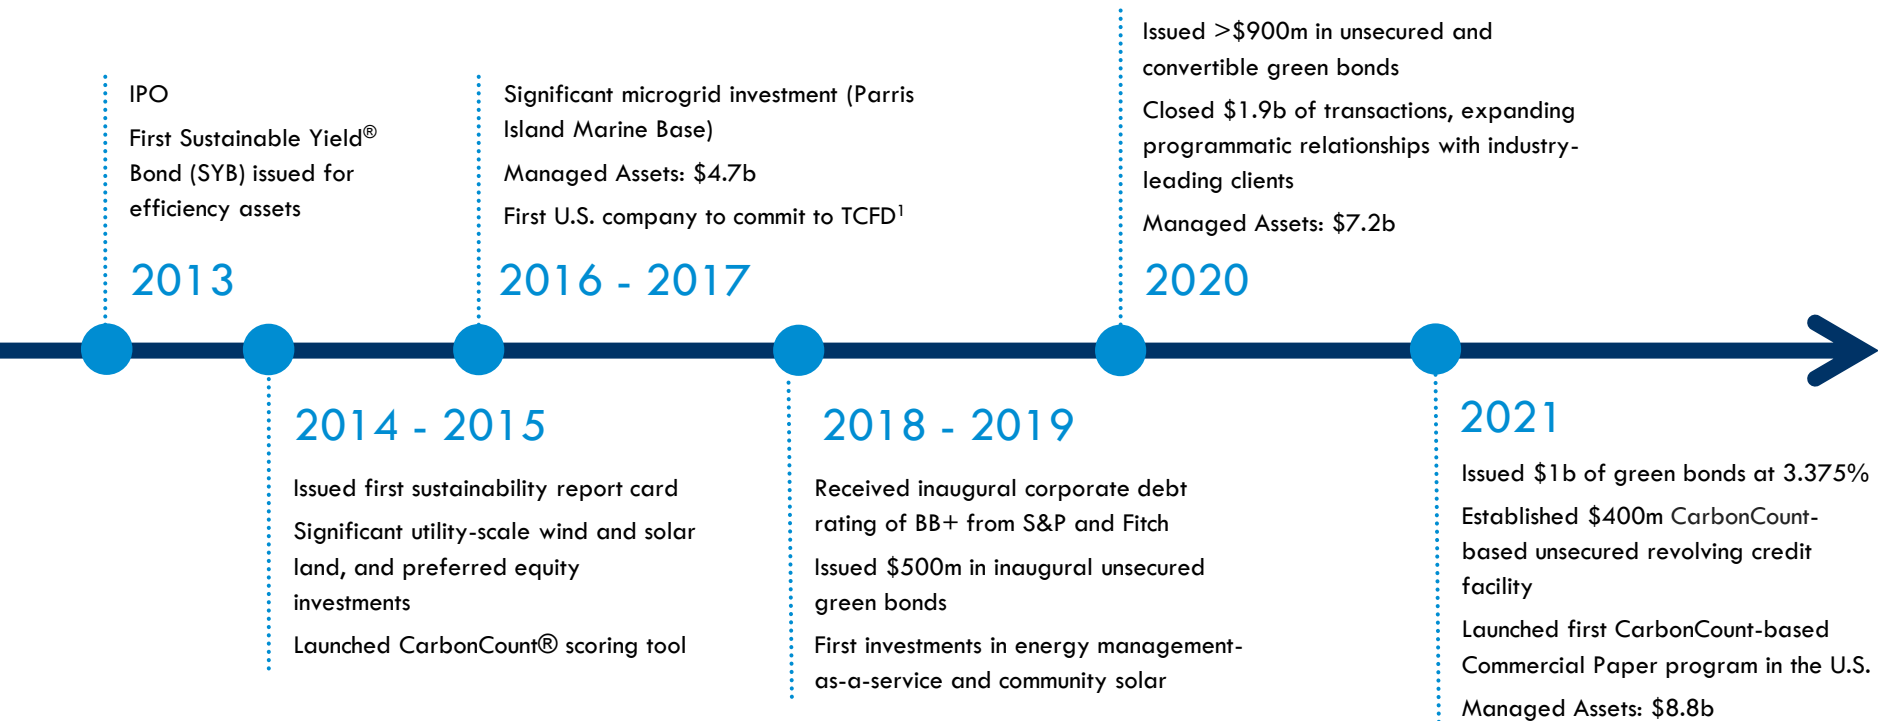 IPO
First Sustainable Yield®
Bond (SYB) issued for
efficiency assets
2013
2014 - 2015
Issued first sustainability report card
Significant utility-scale wind and solar
land, and preferred equity
investments
Launched CarbonCount® scoring tool
Significant microgrid investment (Parris
Island Marine Base)
Managed Assets: $4.7b
First U.S. company to commit to TCFD¹
2016 - 2017
2018 - 2019
Received inaugural corporate debt
rating of BB+ from S&P and Fitch
Issued $500m in inaugural unsecured
green bonds
First investments in energy management-
as-a-service and community solar
Issued >$900m in unsecured and
convertible green bonds
Closed $1.9b of transactions, expanding
programmatic relationships with industry-
leading clients
Managed Assets: $7.2b
2020
2021
Issued $1b of green bonds at 3.375%
Established $400m CarbonCount-
based unsecured revolving credit
facility
Launched first CarbonCount-based
Commercial Paper program in the U.S.
Managed Assets: $8.8b